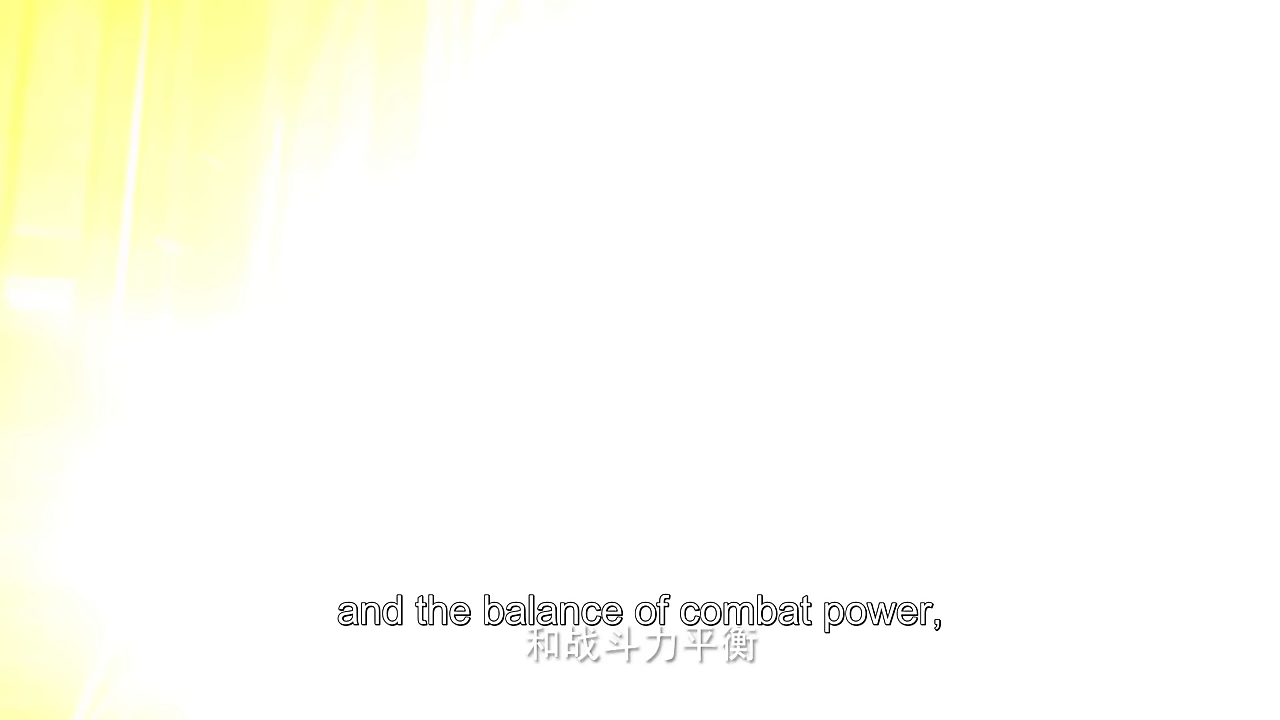 and the balance of combat power,
和战斗力平衡